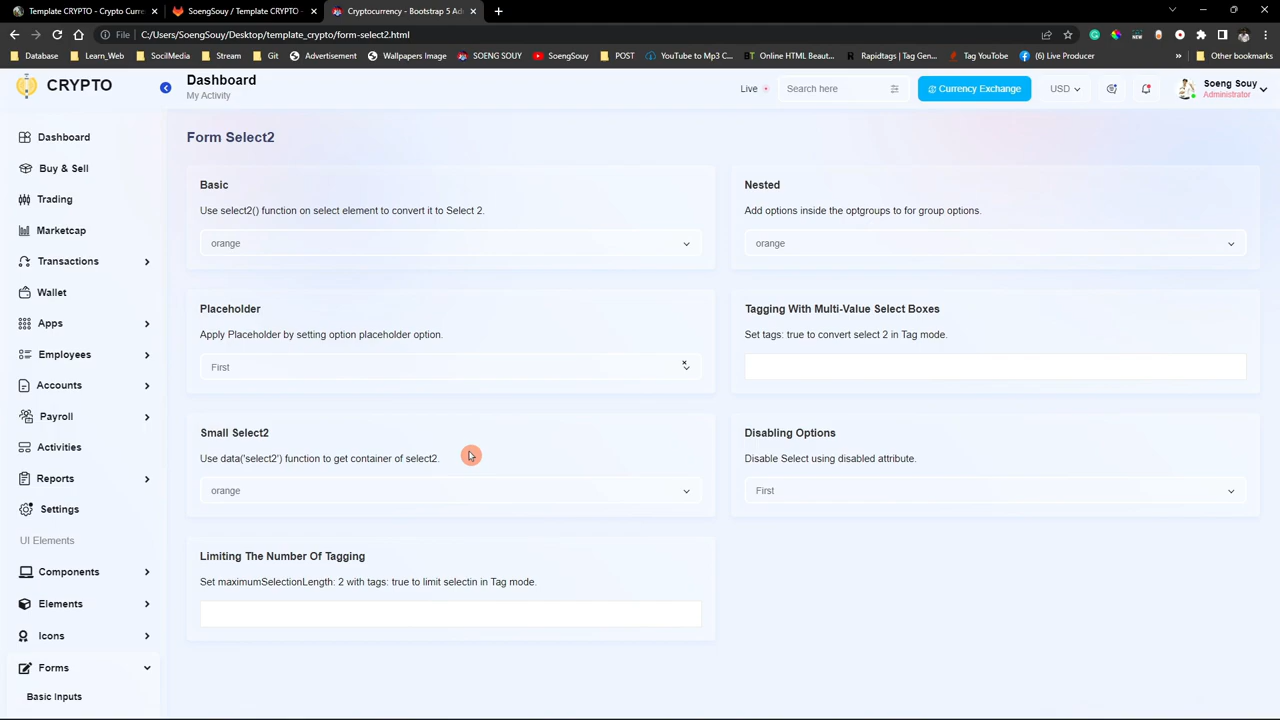 Template CRYPTO - Crypto Curre
SoengSouy / Template CRYPTO ·
Cryptocurrency - Bootstrap 5 Ad
File
C:/Users/SoengSouy/Desktop/template_crypto/form-select2.html
Database
Learn_Web
SocilMedia
Stream
Git
Advertisement
Wallpapers Image
SOENG SOUY
SoengSouy
POST
YouTube to Mp3 C...
Online HTML Beaut...
Rapidtags | Tag Gen...
Tag YouTube
(8) Live Producer
»
Other bookmarks
CRYPTO
Dashboard
My Activity
Live
Search here
Currency Exchange
USD
Soeng Souy
Administrator
Dashboard
Buy & Sell
Trading
Marketcap
Transactions
Wallet
Apps
Employees
Accounts
Payroll
Activities
Reports
Settings
UI Elements
Components
Elements
Icons
Forms
Basic Inputs
Form Select2
Basic
Use select2() function on select element to convert it to Select 2.
orange
Nested
Add options inside the optgroups to for group options.
orange
Placeholder
Apply Placeholder by setting option placeholder option.
First
×
Tagging With Multi-Value Select Boxes
Set tags: true to convert select 2 in Tag mode.
Small Select2
Use data('select2') function to get container of select2.
orange
Disabling Options
Disable Select using disabled attribute.
First
Limiting The Number Of Tagging
Set maximumSelectionLength: 2 with tags: true to limit selectin in Tag mode.